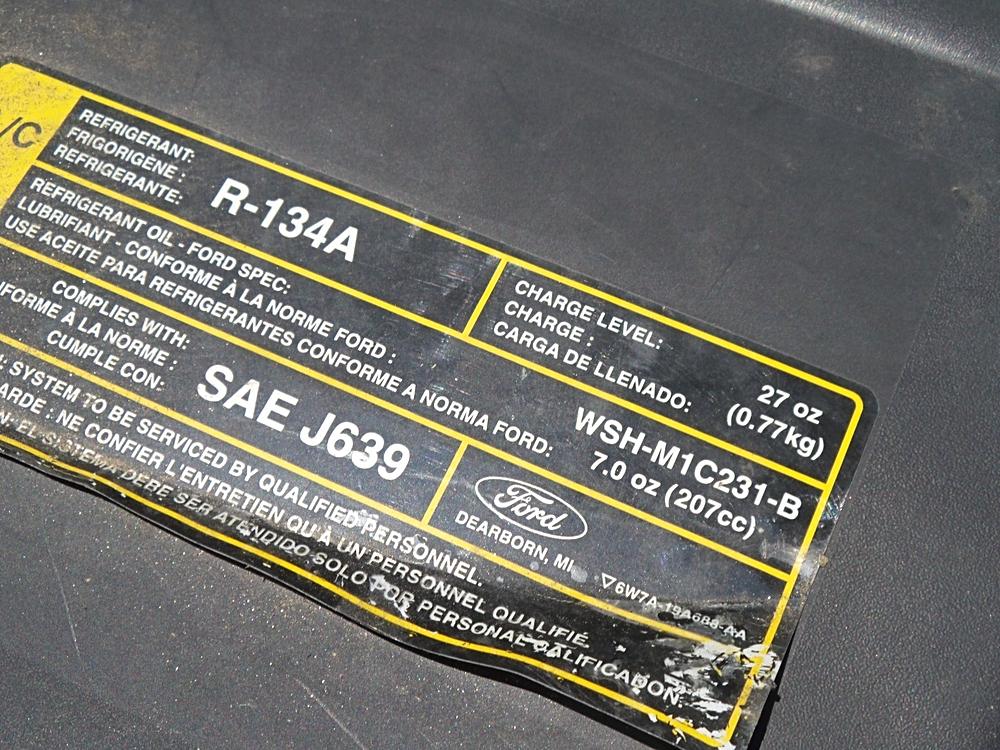 /C
REFRIGERANT:
FRIGORIGÈNE :
REFRIGERANTE:
R-134A
CHARGE LEVEL:
CHARGE :
CARGA DE LLENADO:
27 oz
(0.77kg)
REFRIGERANT OIL - FORD SPEC:
LUBRIFIANT - CONFORME À LA NORME FORD :
USE ACEITE PARA REFRIGERANTES CONFORME A NORMA FORD:
WSH-M1C231-B
7.0 oz (207cc)
COMPLIES WITH:
À LA NORME :
CUMPLE CON:
SAE J639
Ford
DEARBORN, MI
SYSTEM TO BE SERVICED BY QUALIFIED PERSONNEL.
: NE CONFIER L'ENTRETIEN QU'À UN PERSONNEL QUALIFIÉ.
EL SISTEMA DEBE SER ATENDIDO SOLO POR PERSONAL CALIFICADO
6W7A-19A688-AA